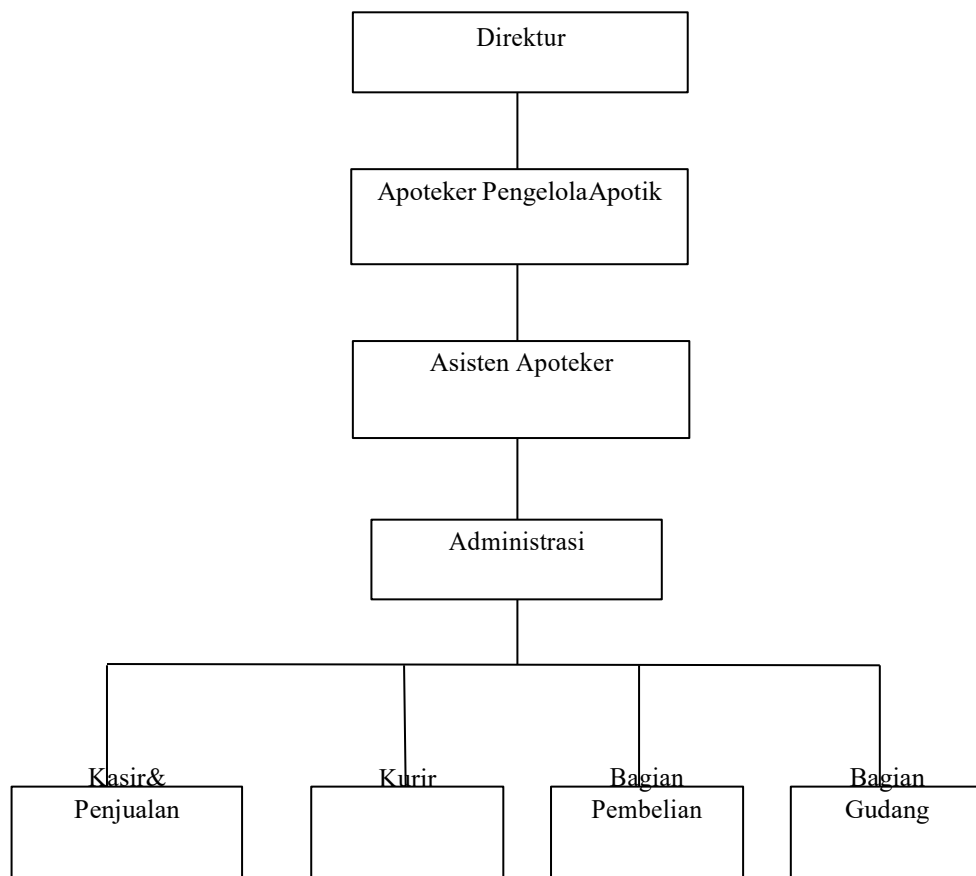 Direktur
Apoteker PengelolaApotik
Asisten Apoteker
Administrasi
Kasir&
Penjualan
Kurir
Bagian
Pembelian
Bagian
Gudang